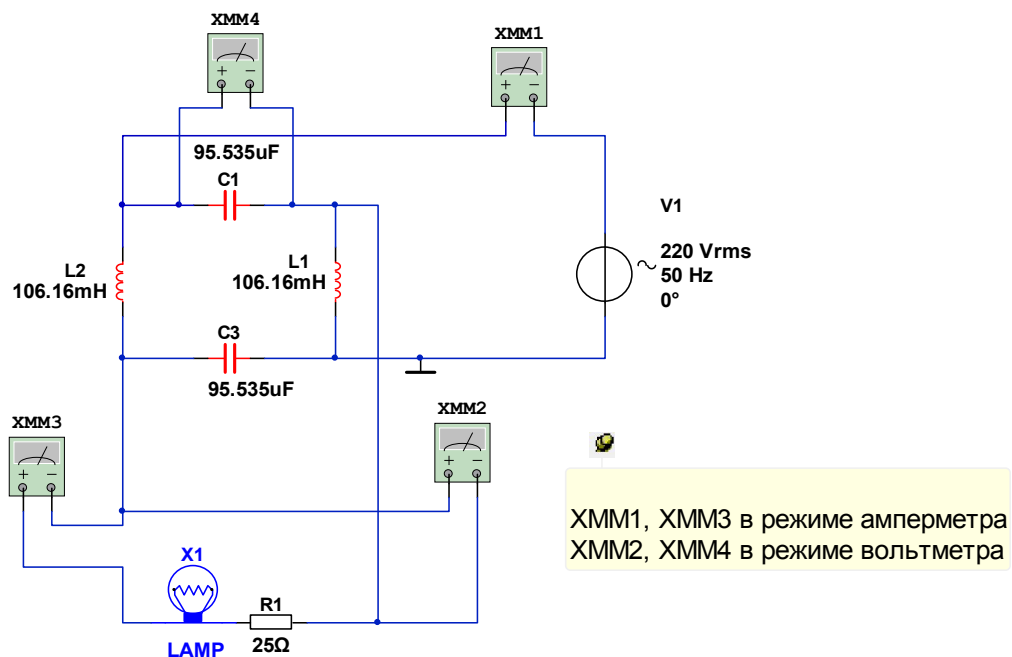 XMM4
XMM1
+ −
+ −
95.535uF
C1
V1
220 Vrms
50 Hz
0°
L2
106.16mH
L1
106.16mH
C3
95.535uF
XMM3
XMM2
+ −
+ −
XMM1, XMM3 в режиме амперметра
XMM2, XMM4 в режиме вольтметра
X1
R1
LAMP
25Ω